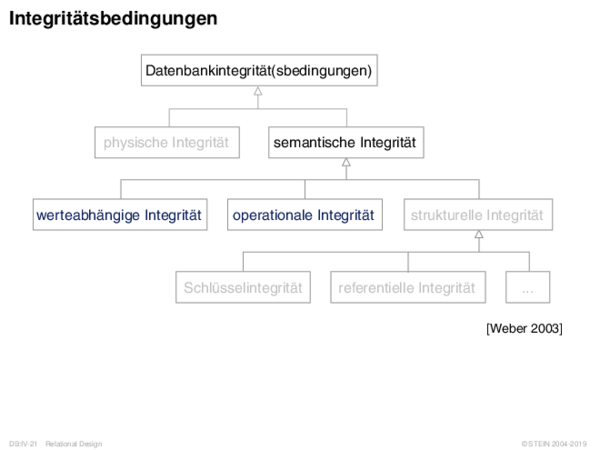 Integritätsbedingungen
Datenbankintegrität(sbedingungen)
physische Integrität
semantische Integrität
werteabhängige Integrität
operationale Integrität
strukturelle Integrität
Schlüsselintegrität
referentielle Integrität
...
[Weber 2003]
DB:IV-21 Relational Design
© STEIN 2004-2019